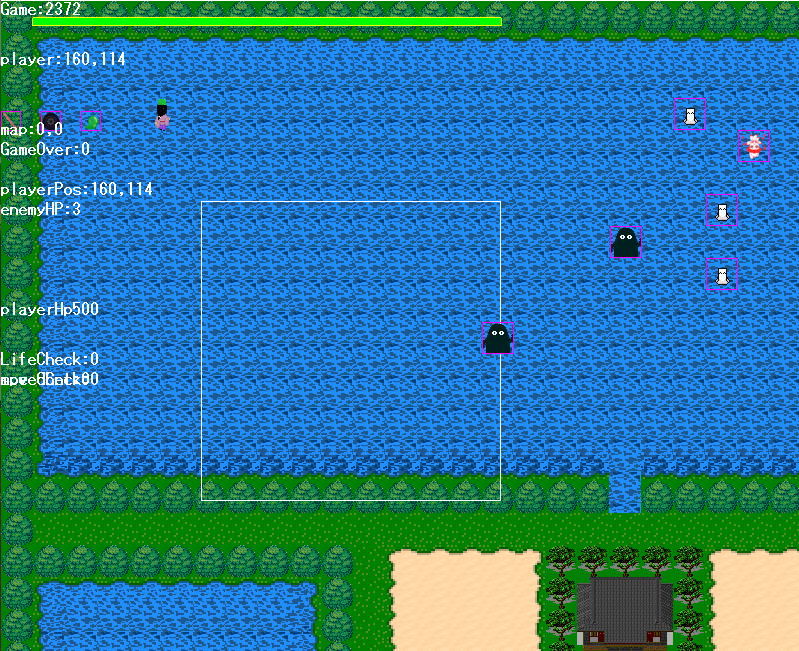 Game:2372
player:160,114
map:0,0
GameOver:0
playerPos:160,114
enemyHP:3
playerHp500
LifeCheck:0